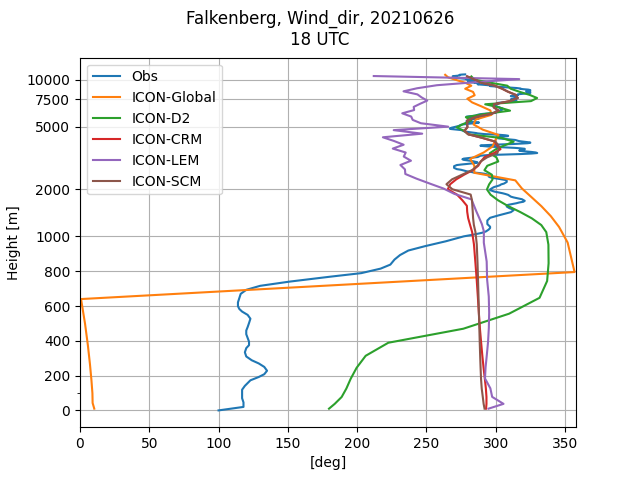 Falkenberg, Wind_dir, 20210626
18 UTC
Obs
ICON-Global
ICON-D2
ICON-CRM
ICON-LEM
ICON-SCM
Height [m]
10000
7500
5000
2000
1000
800
600
400
200
0
0 50 100 150 200 250 300 350
[deg]